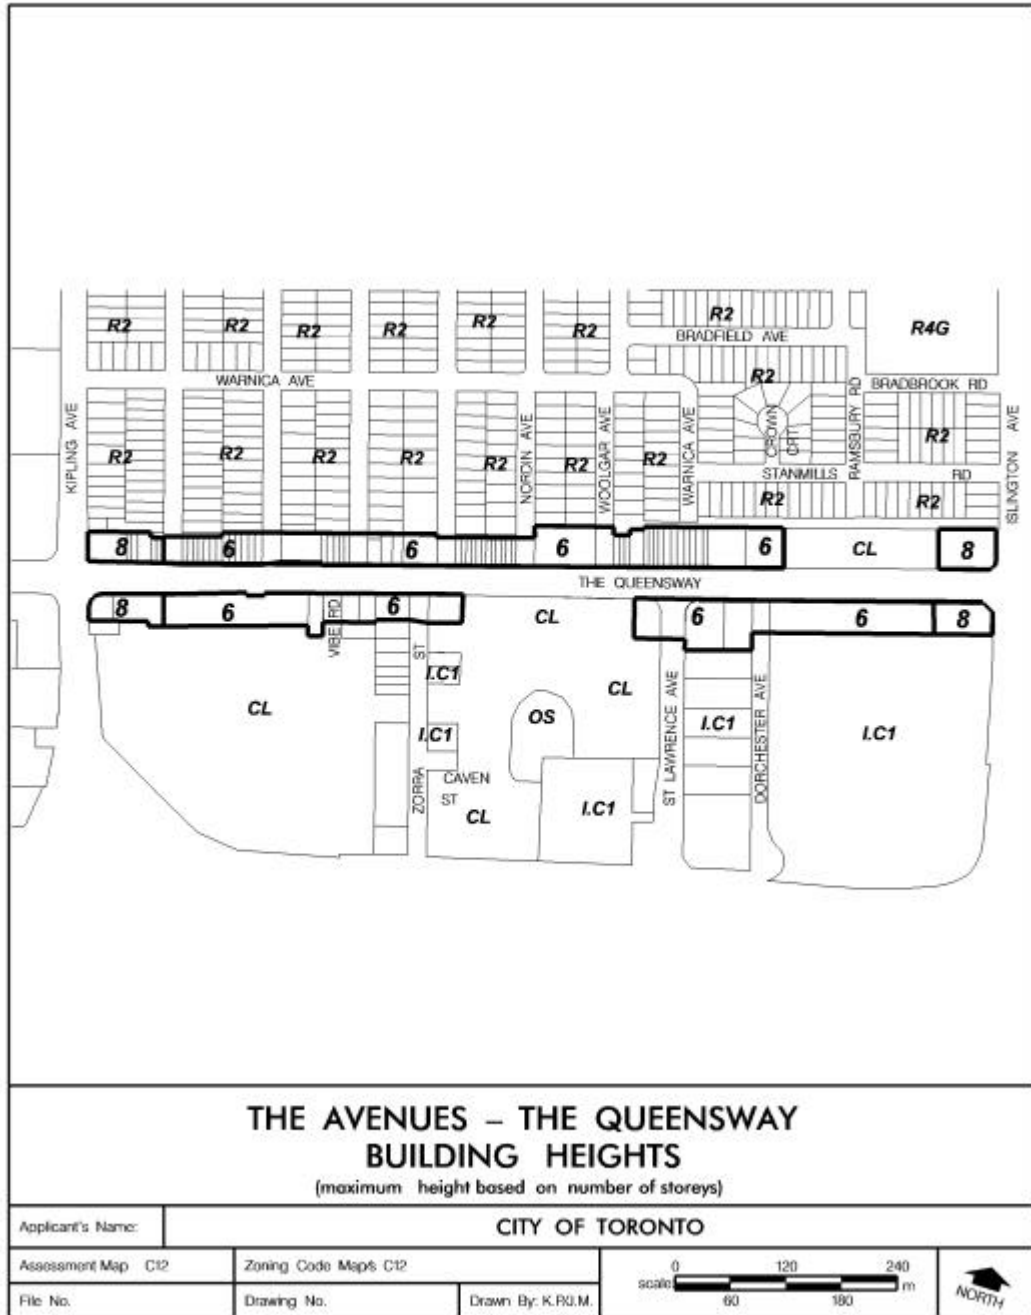 R2 R2 R2 R2 R2 R2 R2 R4G
BRADFIELD AVE
WARNICA AVE
R2
BRADBROOK RD
KIPLING AVE
NORDIN AVE
WOOLGAR AVE
WARNICA AVE
CROWN CRT
RAMSBURY RD
ISLINGTON AVE
R2 R2 R2 R2 R2 R2 R2 R2
STANMILLS RD
R2 R2
8 6 6 6 6 CL 8
THE QUEENSWAY
8 6 6 CL 6 6 8
VIBE RD
ZORRA ST
I.C1
CL CL
OS
I.C1
ST LAWRENCE AVE
I.C1
DORCHESTER AVE
I.C1
CAVEN ST
CL
I.C1
THE AVENUES – THE QUEENSWAY
BUILDING HEIGHTS
(maximum height based on number of storeys)
Applicant's Name:
CITY OF TORONTO
Assessment Map C12
Zoning Code Map/s C12
File No.
Drawing No.
Drawn By: K.P./J.M.
scale:
0 120 240
m
60 180
NORTH